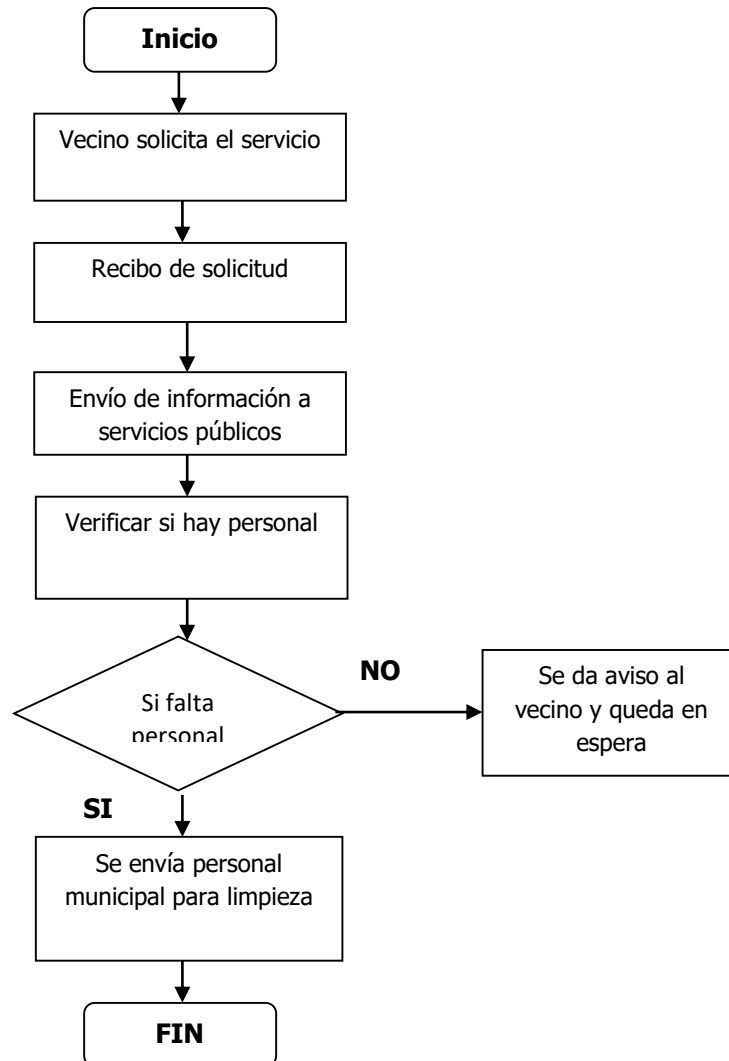 Inicio
Vecino solicita el servicio
Recibo de solicitud
Envío de información a
servicios públicos
Verificar si hay personal
Si falta
personal
NO
Se da aviso al
vecino y queda en
espera
SI
Se envía personal
municipal para limpieza
FIN